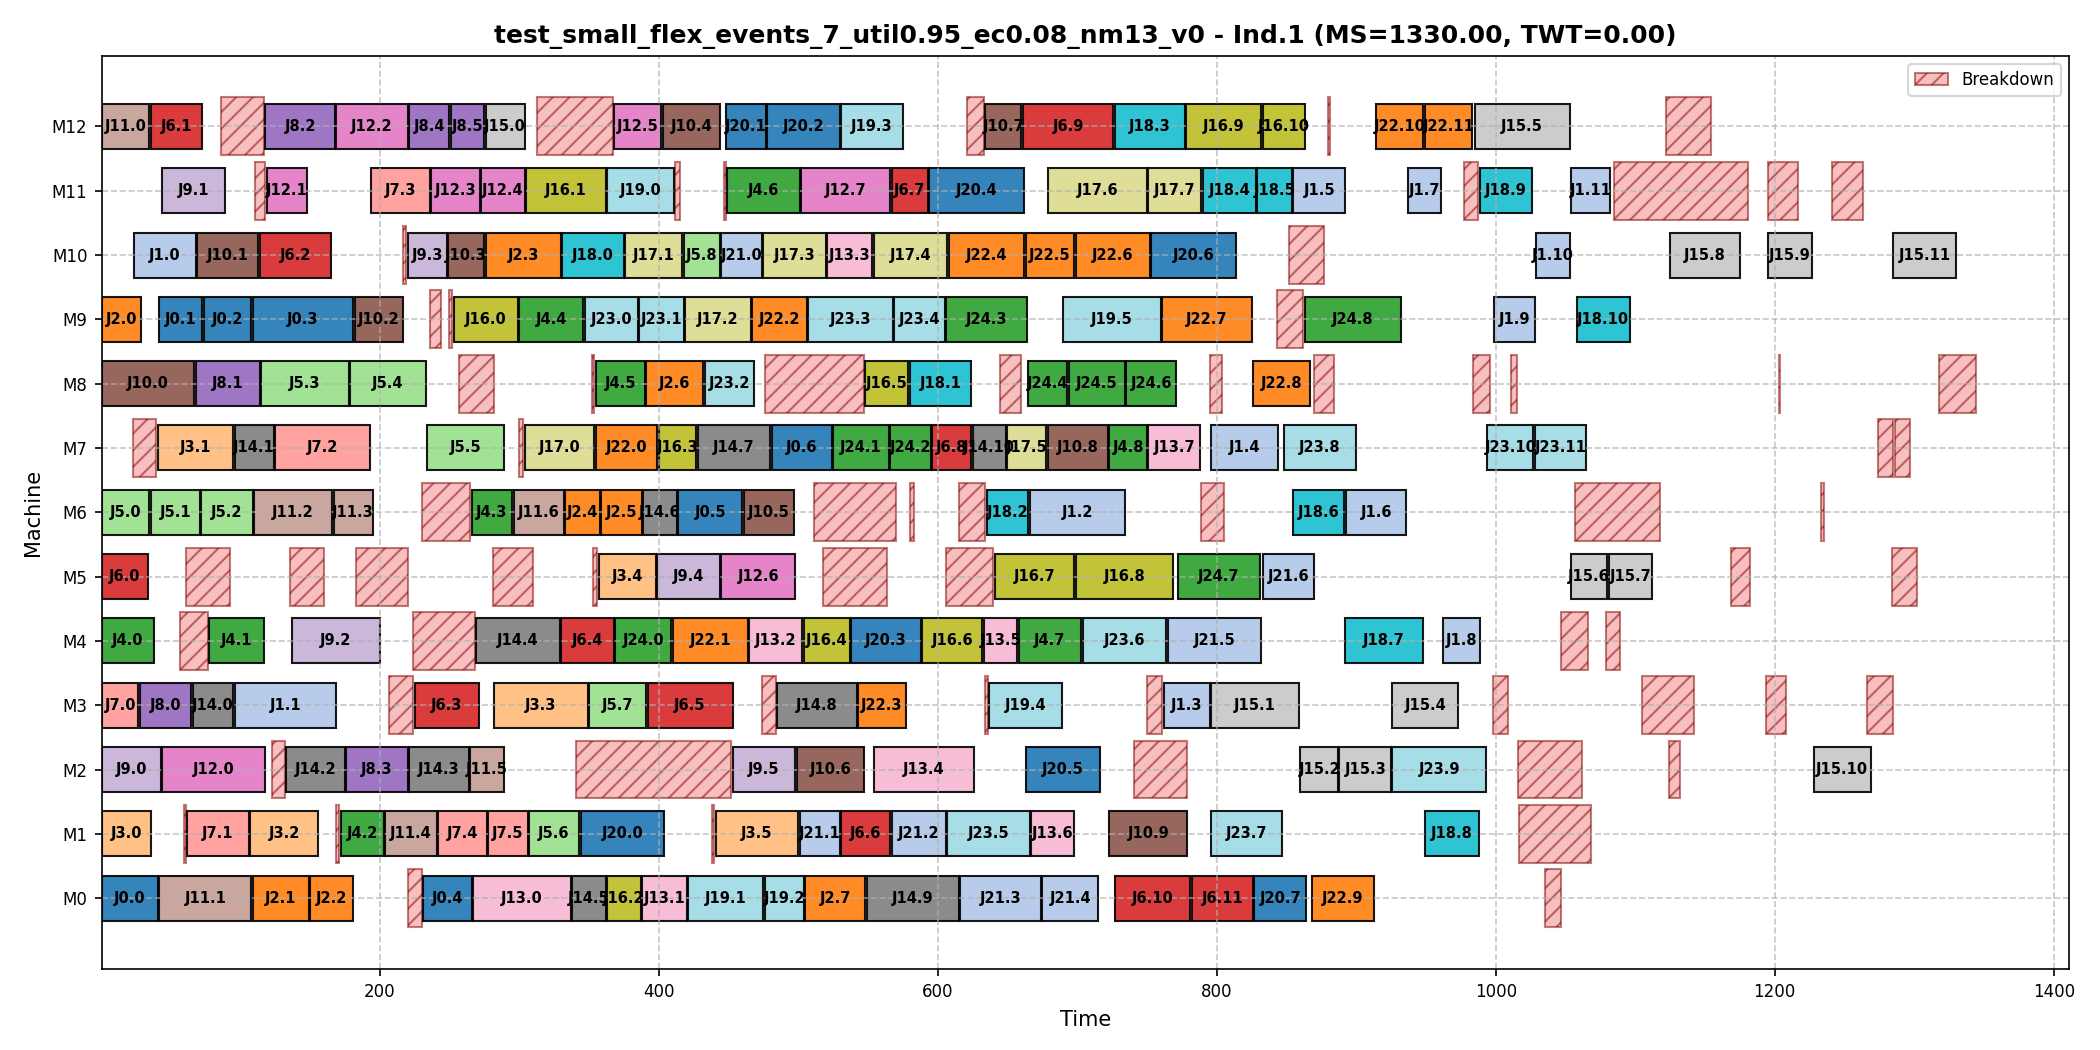 test_small_flex_events_7_util0.95_ec0.08_nm13_v0 - Ind.1 (MS=1330.00, TWT=0.00)
Breakdown
M12 J11.0 J6.1 J8.2 J12.2 J8.4 J8.5 J15.0 J12.5 J10.4 J20.1 J20.2 J19.3 J10.7 J6.9 J18.3 J16.9 J16.10 J22.10 J22.11 J15.5
M11 J9.1 J12.1 J7.3 J12.3 J12.4 J16.1 J19.0 J4.6 J12.7 J6.7 J20.4 J17.6 J17.7 J18.4 J18.5 J1.5 J1.7 J18.9 J1.11
M10 J1.0 J10.1 J6.2 J9.3 J10.3 J2.3 J18.0 J17.1 J5.8 J21.0 J17.3 J13.3 J17.4 J22.4 J22.5 J22.6 J20.6 J1.10 J15.8 J15.9 J15.11
M9 J2.0 J0.1 J0.2 J0.3 J10.2 J16.0 J4.4 J23.0 J23.1 J17.2 J22.2 J23.3 J23.4 J24.3 J19.5 J22.7 J24.8 J1.9 J18.10
M8 J10.0 J8.1 J5.3 J5.4 J4.5 J2.6 J23.2 J16.5 J18.1 J24.4 J24.5 J24.6 J22.8
M7 J3.1 J14.1 J7.2 J5.5 J17.0 J22.0 J16.3 J14.7 J0.6 J24.1 J24.2 J6.8 J14.10 J17.5 J10.8 J4.8 J13.7 J1.4 J23.8 J23.10 J23.11
M6 J5.0 J5.1 J5.2 J11.2 J11.3 J4.3 J11.6 J2.4 J2.5 J14.6 J0.5 J10.5 J18.2 J1.2 J18.6 J1.6
M5 J6.0 J3.4 J9.4 J12.6 J16.7 J16.8 J24.7 J21.6 J15.6 J15.7
M4 J4.0 J4.1 J9.2 J14.4 J6.4 J24.0 J22.1 J13.2 J16.4 J20.3 J16.6 J13.5 J4.7 J23.6 J21.5 J18.7 J1.8
M3 J7.0 J8.0 J14.0 J1.1 J6.3 J3.3 J5.7 J6.5 J14.8 J22.3 J19.4 J1.3 J15.1 J15.4
M2 J9.0 J12.0 J14.2 J8.3 J14.3 J11.5 J9.5 J10.6 J13.4 J20.5 J15.2 J15.3 J23.9 J15.10
M1 J3.0 J7.1 J3.2 J4.2 J11.4 J7.4 J7.5 J5.6 J20.0 J3.5 J21.1 J6.6 J21.2 J23.5 J13.6 J10.9 J23.7 J18.8
M0 J0.0 J11.1 J2.1 J2.2 J0.4 J13.0 J14.5 J16.2 J13.1 J19.1 J19.2 J2.7 J14.9 J21.3 J21.4 J6.10 J6.11 J20.7 J22.9
200 400 600 800 1000 1200 1400
Time
Machine